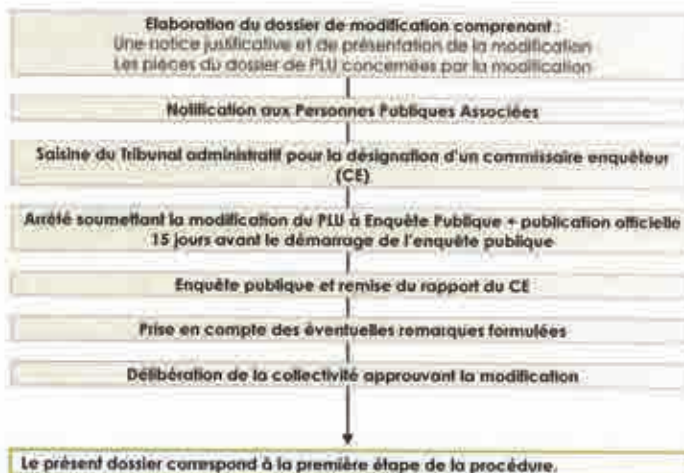 Elaboration du dossier de modification comprenant :
Une notice justificative et de présentation de la modification
Les pièces du dossier de PLU concernées par la modification
Notification aux Personnes Publiques Associées
Saisine du Tribunal administratif pour la désignation d'un commissaire enquêteur
(CE)
Arrêté soumettant la modification du PLU à Enquête Publique + publication officielle
15 jours avant le démarrage de l'enquête publique
Enquête publique et remise du rapport du CE
Prise en compte des éventuelles remarques formulées
Délibération de la collectivité approuvant la modification
Le présent dossier correspond à la première étape de la procédure.